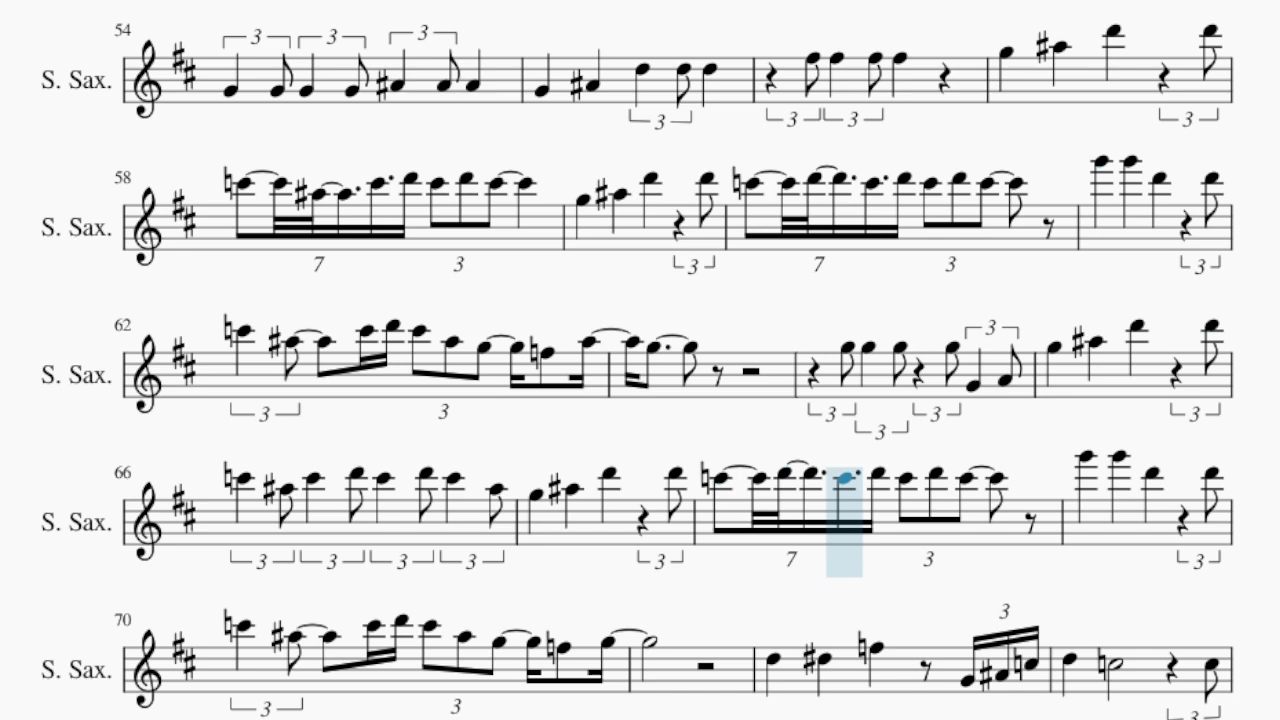 54
3 3 3
S. Sax.
3 3 3 3
58
S. Sax.
7 3 3 7 3 3
62
3
S. Sax.
3 3 3 3 3
3
66
S. Sax.
3 3 3 3 3 7 3 3
70
3
S. Sax.
3 3 3